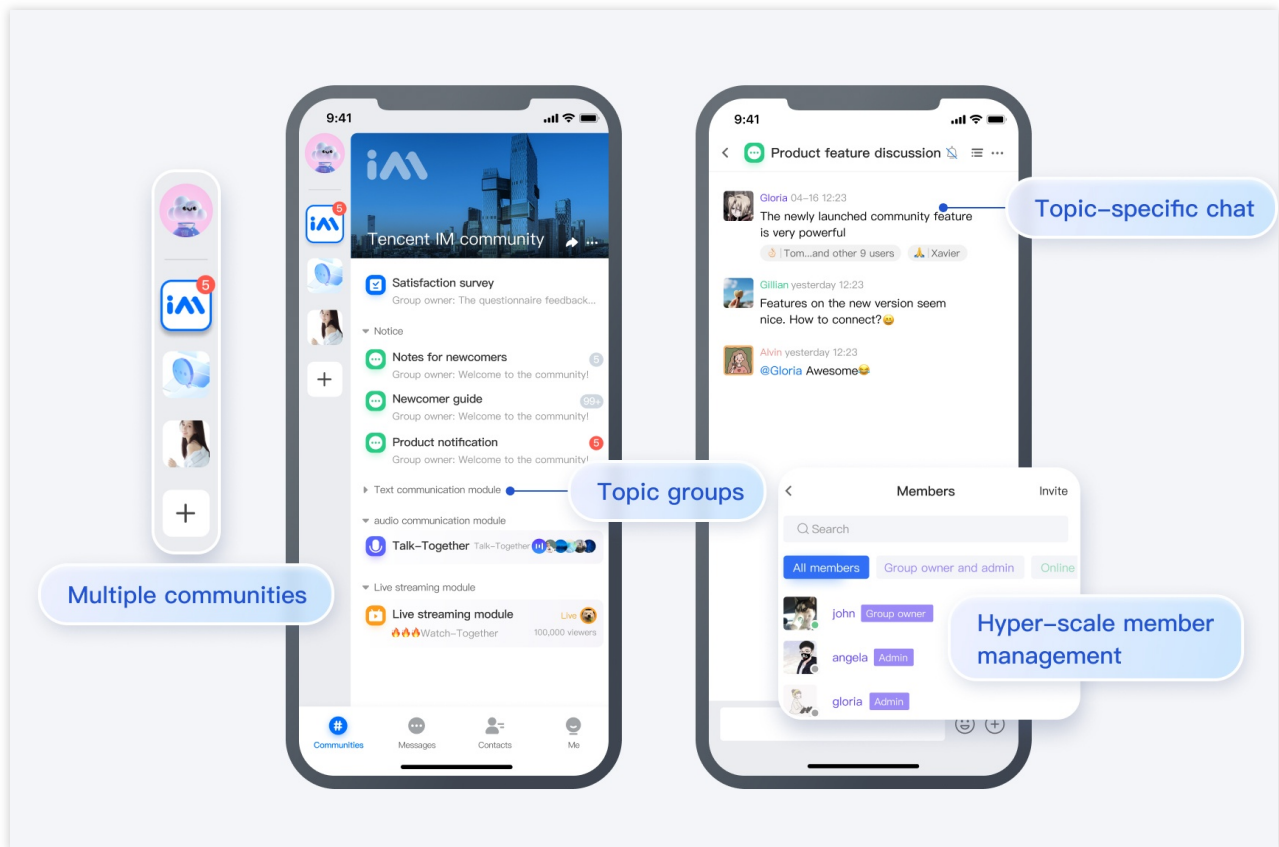 9:41
iM
Tencent IM community
5
5
iM
Satisfaction survey
Group owner: The questionnaire feedback...
Notice
Notes for newcomers
5
Group owner: Welcome to the community!
Newcomer guide
99+
Group owner: Welcome to the community!
Product notification
5
Group owner: Welcome to the community!
Text communication module
Topic groups
audio communication module
Talk-Together Talk-Together
Live streaming module
Live streaming module
Live
Watch-Together
100,000 viewers
Communities
Messages
Contacts
Me
Multiple communities
9:41
Product feature discussion
Gloria 04-16 12:23
The newly launched community feature
is very powerful
Tom...and other 9 users
Xavier
Gillian yesterday 12:23
Features on the new version seem
nice. How to connect?😀
Alvin yesterday 12:23
@Gloria Awesome😂
Topic-specific chat
Members
Invite
Search
All members
Group owner and admin
Online
john Group owner
angela Admin
gloria Admin
Hyper-scale member
management